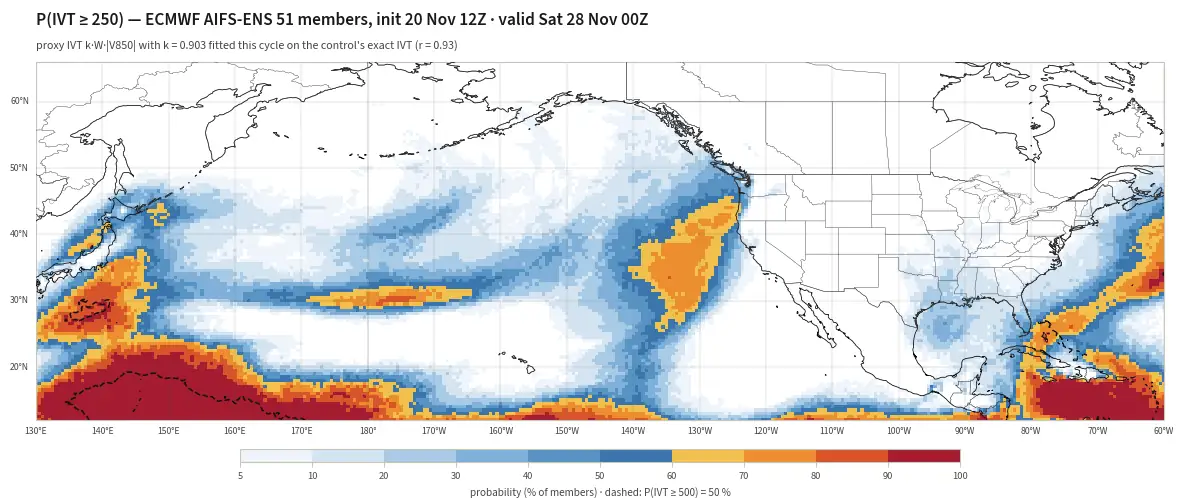 P(IVT ≥ 250) — ECMWF AIFS-ENS 51 members, init 20 Nov 12Z · valid Sat 28 Nov 00Z
proxy IVT k·W·|V850| with k = 0.903 fitted this cycle on the control's exact IVT (r = 0.93)
60°N
50°N
40°N
30°N
20°N
130°E 140°E 150°E 160°E 170°E 180° 170°W 160°W 150°W 140°W 130°W 120°W 110°W 100°W 90°W 80°W 70°W 60°W
5 10 20 30 40 50 60 70 80 90 100
probability (% of members) · dashed: P(IVT ≥ 500) = 50 %